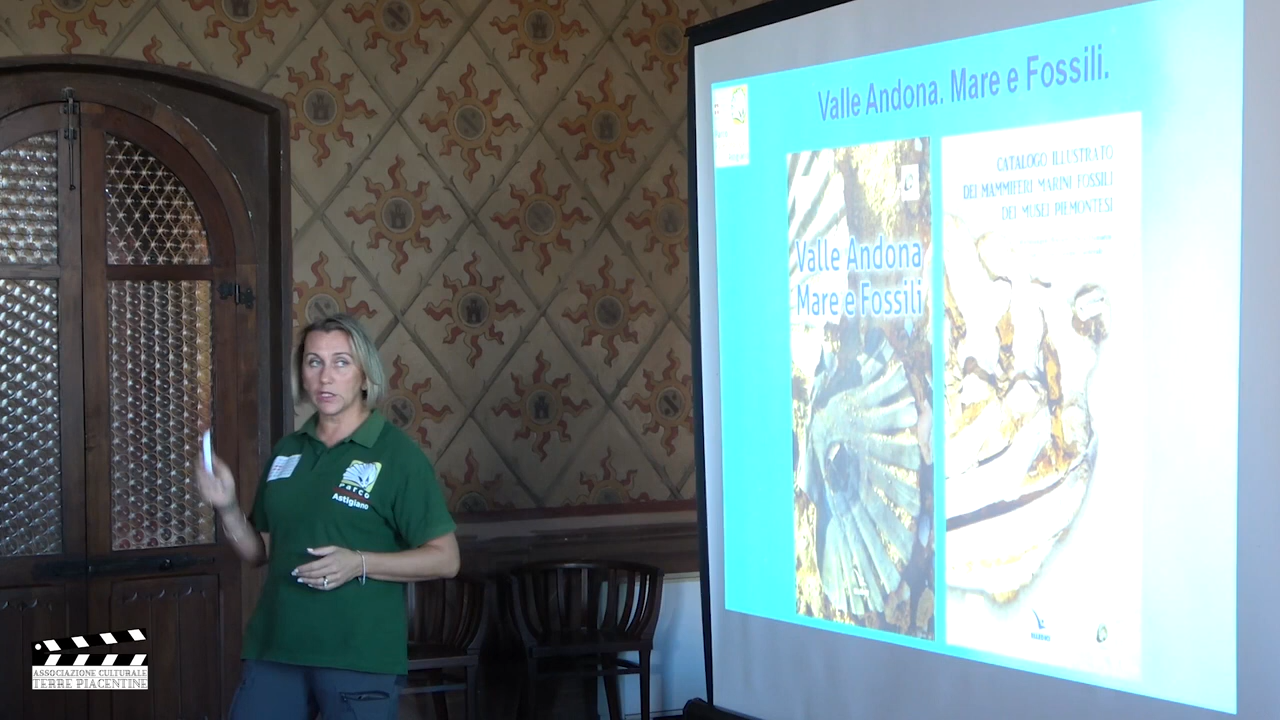 Valle Andona. Mare e Fossili.
Valle Andona
Mare e Fossili
CATALOGO ILLUSTRATO
DEI MAMMIFERI MARINI FOSSILI
DEI MUSEI PIEMONTESI
Parco
Astigiano
ASSOCIAZIONE CULTURALE
TERRE PIACENTINE